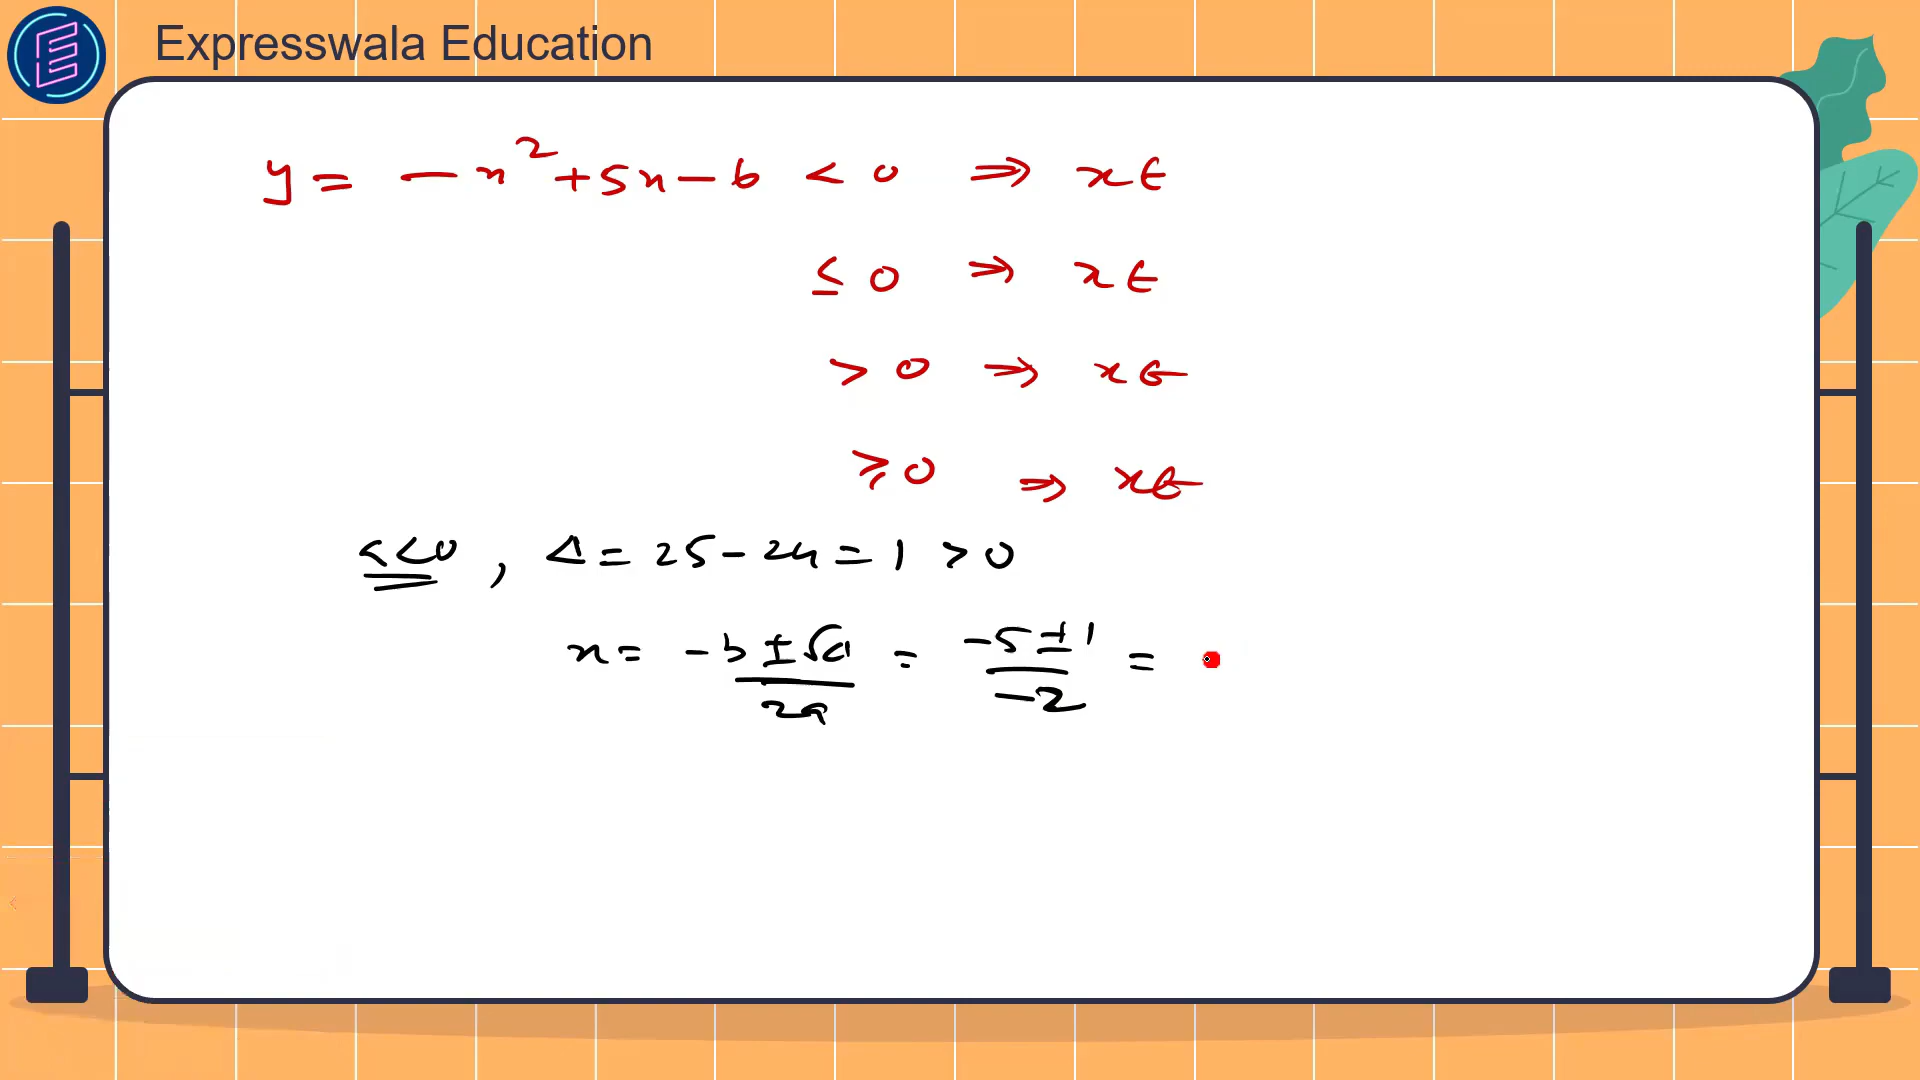 Expresswala Education
y = - x² + 5x - 6 < 0 ⇒ x ∈
≤ 0 ⇒ x ∈
> 0 ⇒ x ∈
≥ 0 ⇒ x ∈
a < 0 , Δ = 25 - 24 = 1 > 0
x = -b ± √Δ / 2a = -5 ± 1 / -2 =